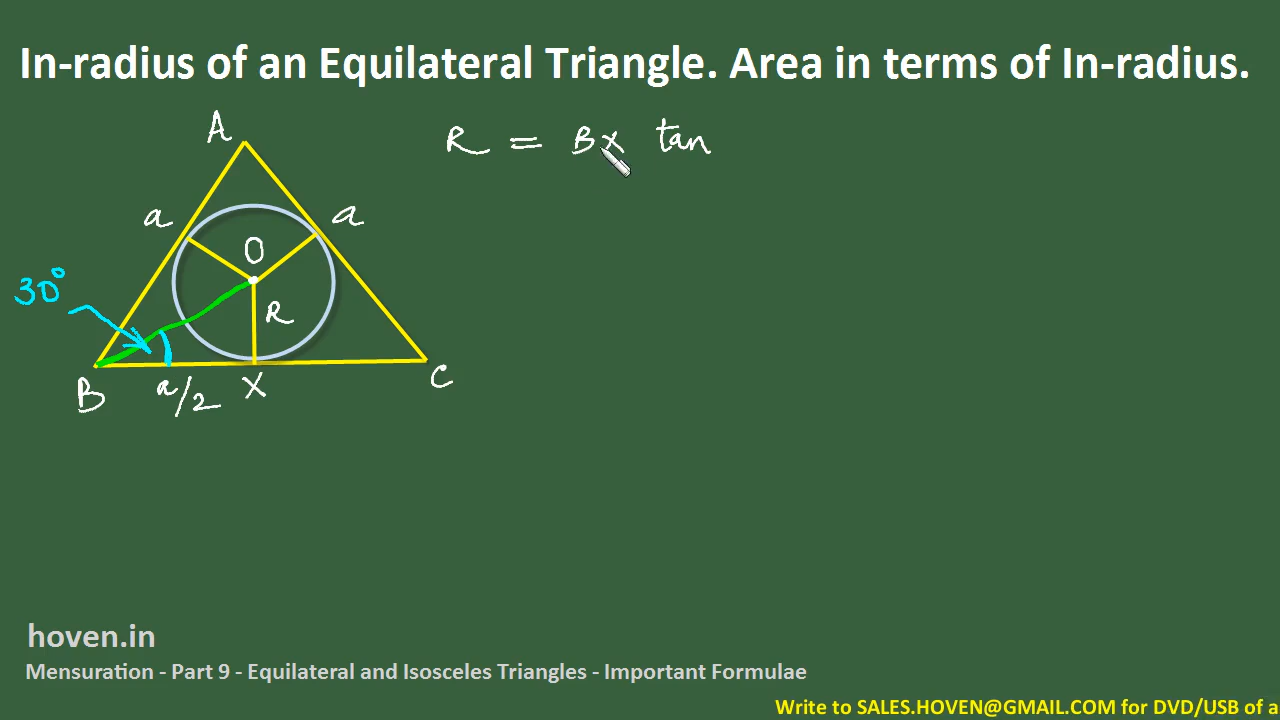 In-radius of an Equilateral Triangle. Area in terms of In-radius.
A
R = BX tan
a
a
O
30°
R
B
a/2
X
C
hoven.in
Mensuration - Part 9 - Equilateral and Isosceles Triangles - Important Formulae
Write to SALES.HOVEN@GMAIL.COM for DVD/USB of a